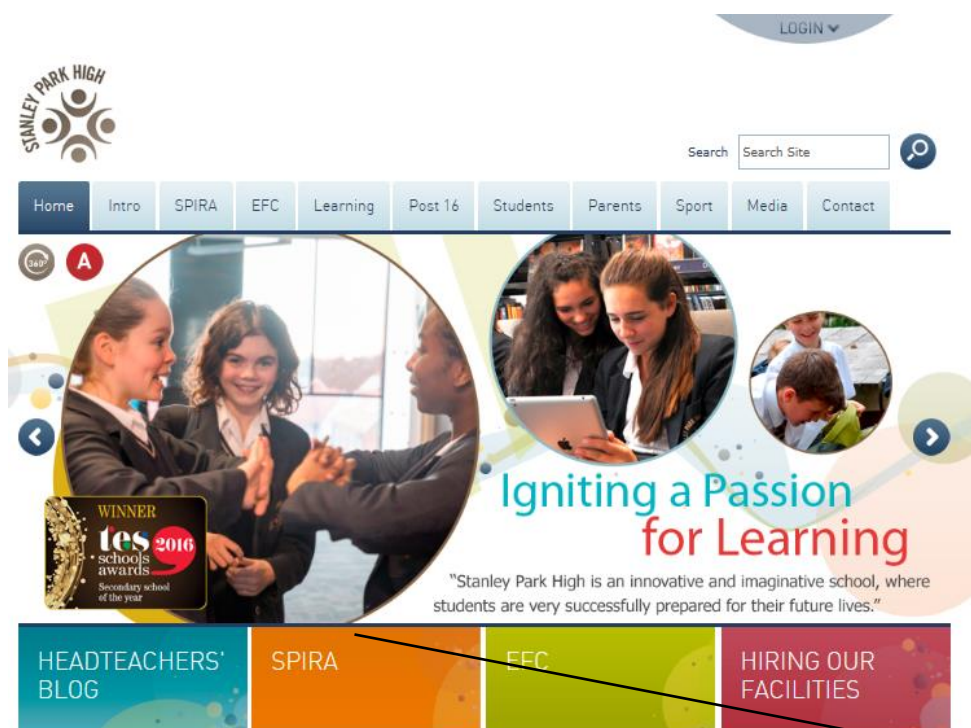 LOGIN
STANLEY PARK HIGH
Search
Search Site
Home Intro SPIRA EFC Learning Post 16 Students Parents Sport Media Contact
360°
A
WINNER
tes
schools 2016
awards
Secondary school
of the year
Igniting a Passion
for Learning
"Stanley Park High is an innovative and imaginative school, where
students are very successfully prepared for their future lives."
HEADTEACHERS'
BLOG
SPIRA
EFC
HIRING OUR
FACILITIES